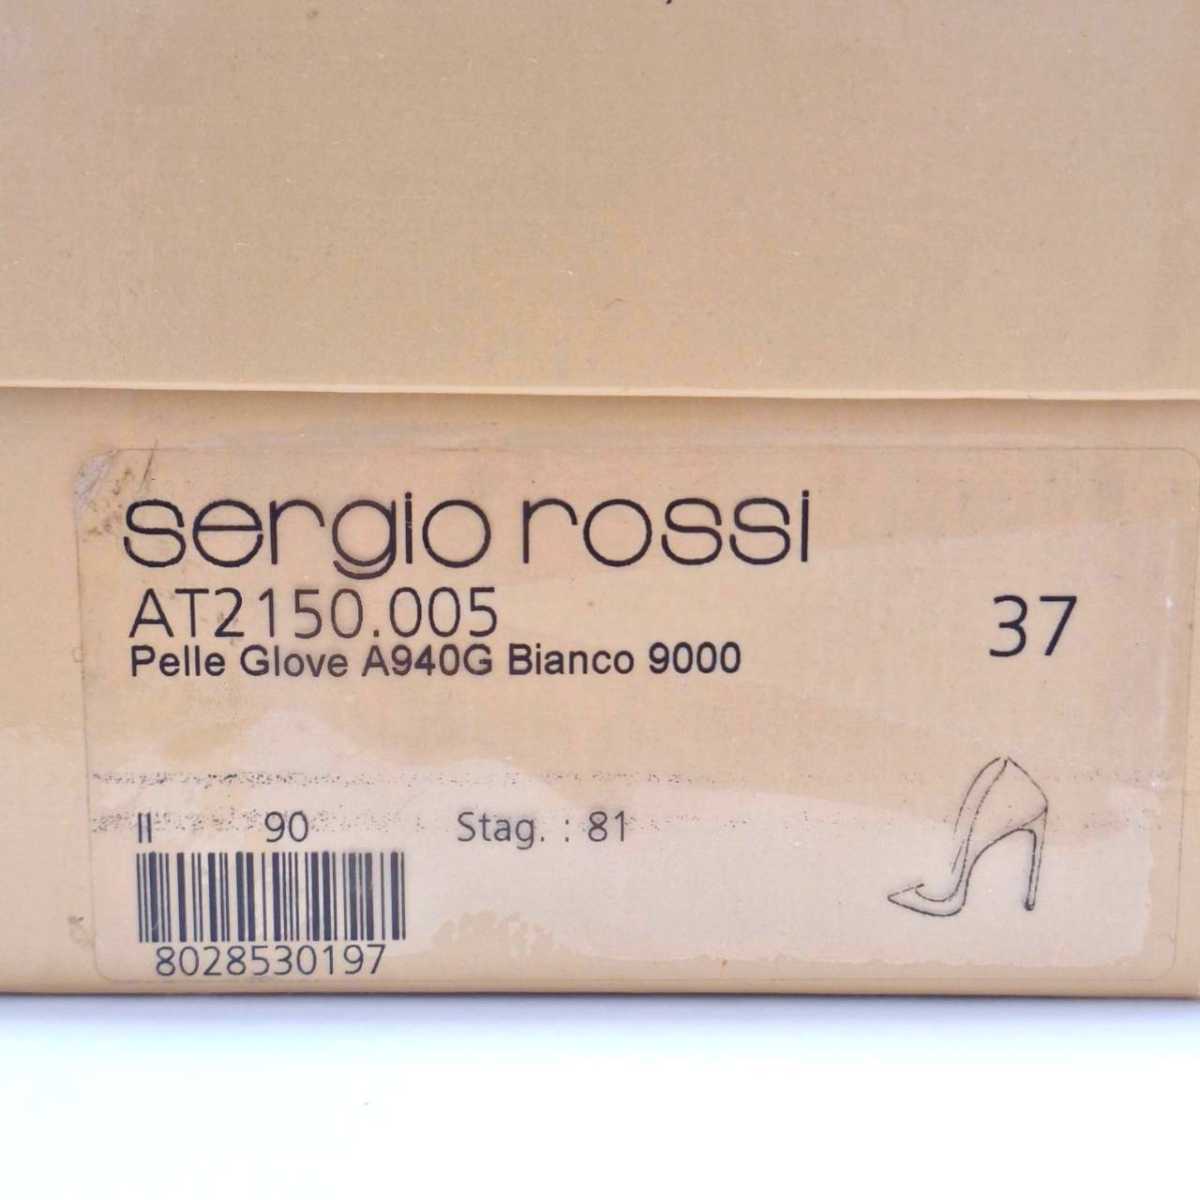 sergio rossi
AT2150.005
37
Pelle Glove A940G Bianco 9000
II 90 Stag. : 81
8028530197